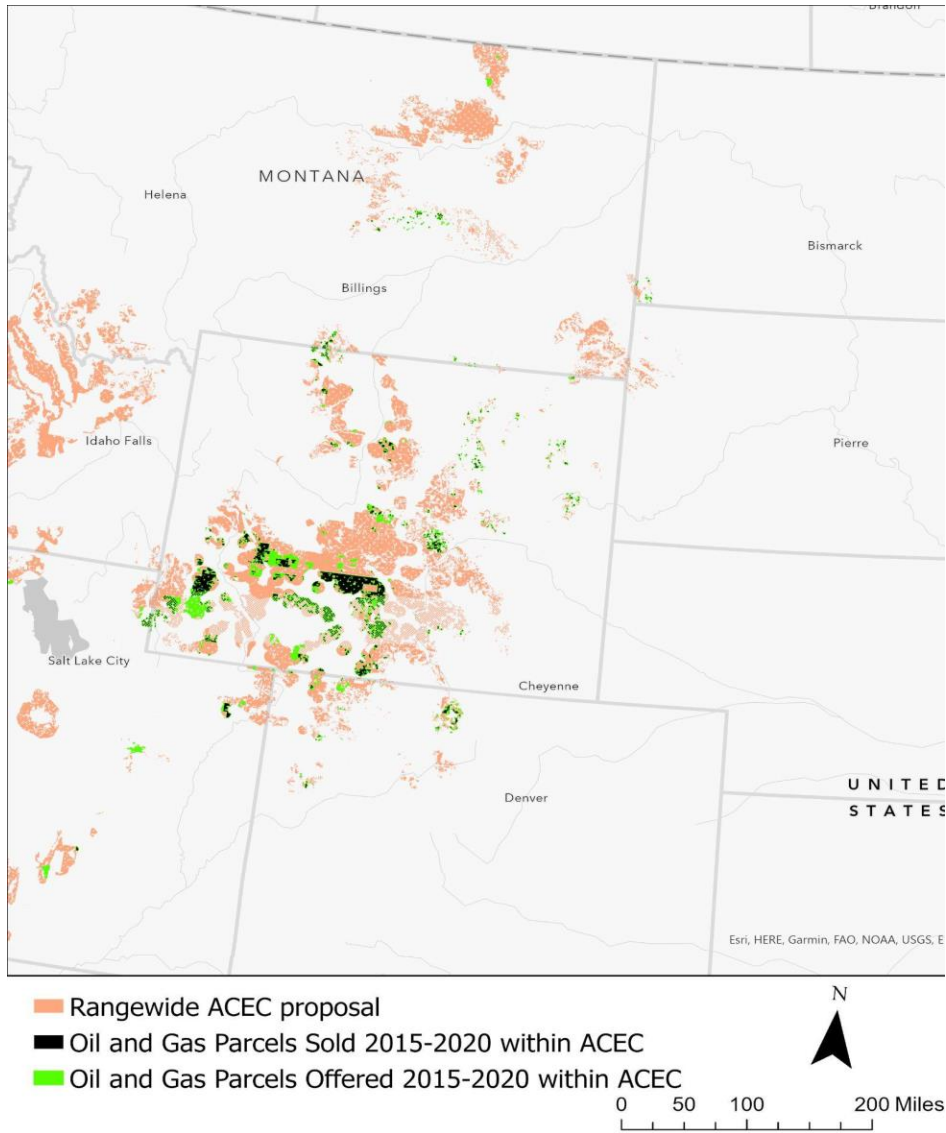 Brandon
MONTANA
Helena
Bismarck
Billings
Idaho Falls
Pierre
Salt Lake City
Cheyenne
UNITED
STATES
Denver
Esri, HERE, Garmin, FAO, NOAA, USGS, E
Rangewide ACEC proposal
Oil and Gas Parcels Sold 2015-2020 within ACEC
Oil and Gas Parcels Offered 2015-2020 within ACEC
N
0 50 100 200 Miles